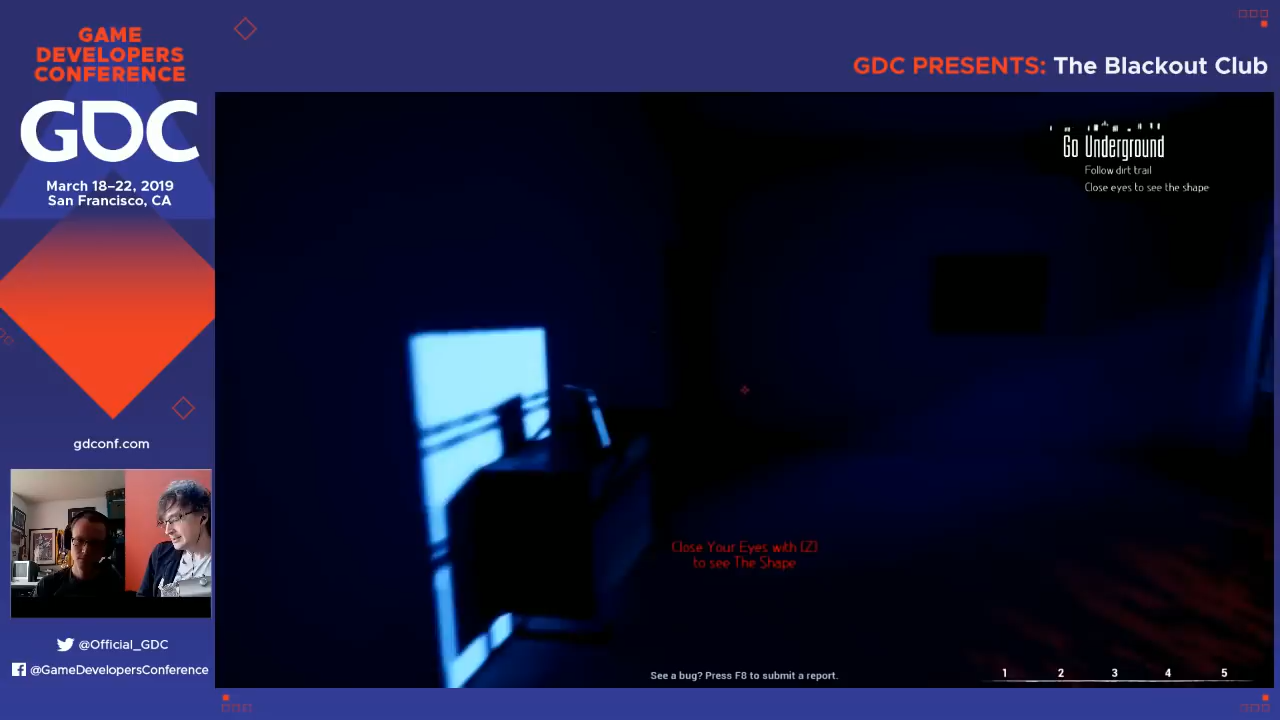 GAME
DEVELOPERS
CONFERENCE
GDC
March 18–22, 2019
San Francisco, CA
gdconf.com
@Official_GDC
@GameDevelopersConference
GDC PRESENTS: The Blackout Club
Go Underground
Follow dirt trail
Close eyes to see the shape
Close Your Eyes with [Z]
to see The Shape
See a bug? Press F8 to submit a report.
1 2 3 4 5